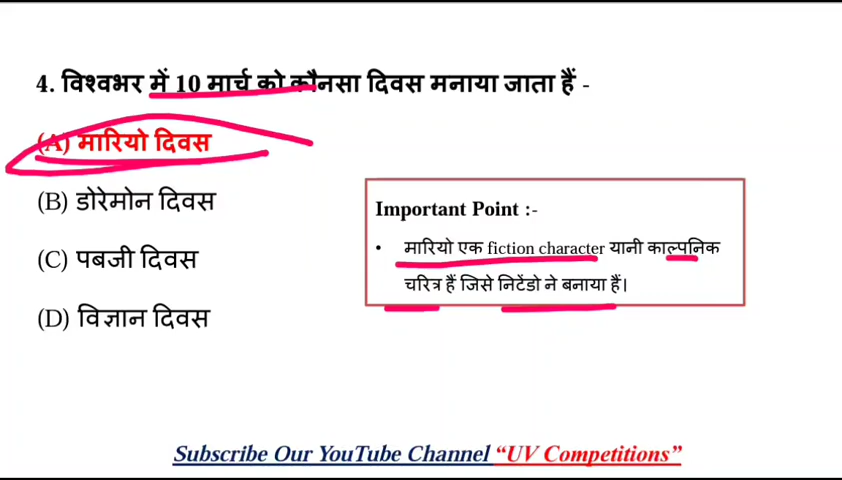 4. विश्वभर में 10 मार्च को कौनसा दिवस मनाया जाता हैं -
(A) मारियो दिवस
(B) डोरेमोन दिवस
(C) पबजी दिवस
(D) विज्ञान दिवस
Important Point :-
• मारियो एक fiction character यानी काल्पनिक
चरित्र हैं जिसे निटेंडो ने बनाया हैं।
Subscribe Our YouTube Channel “UV Competitions”